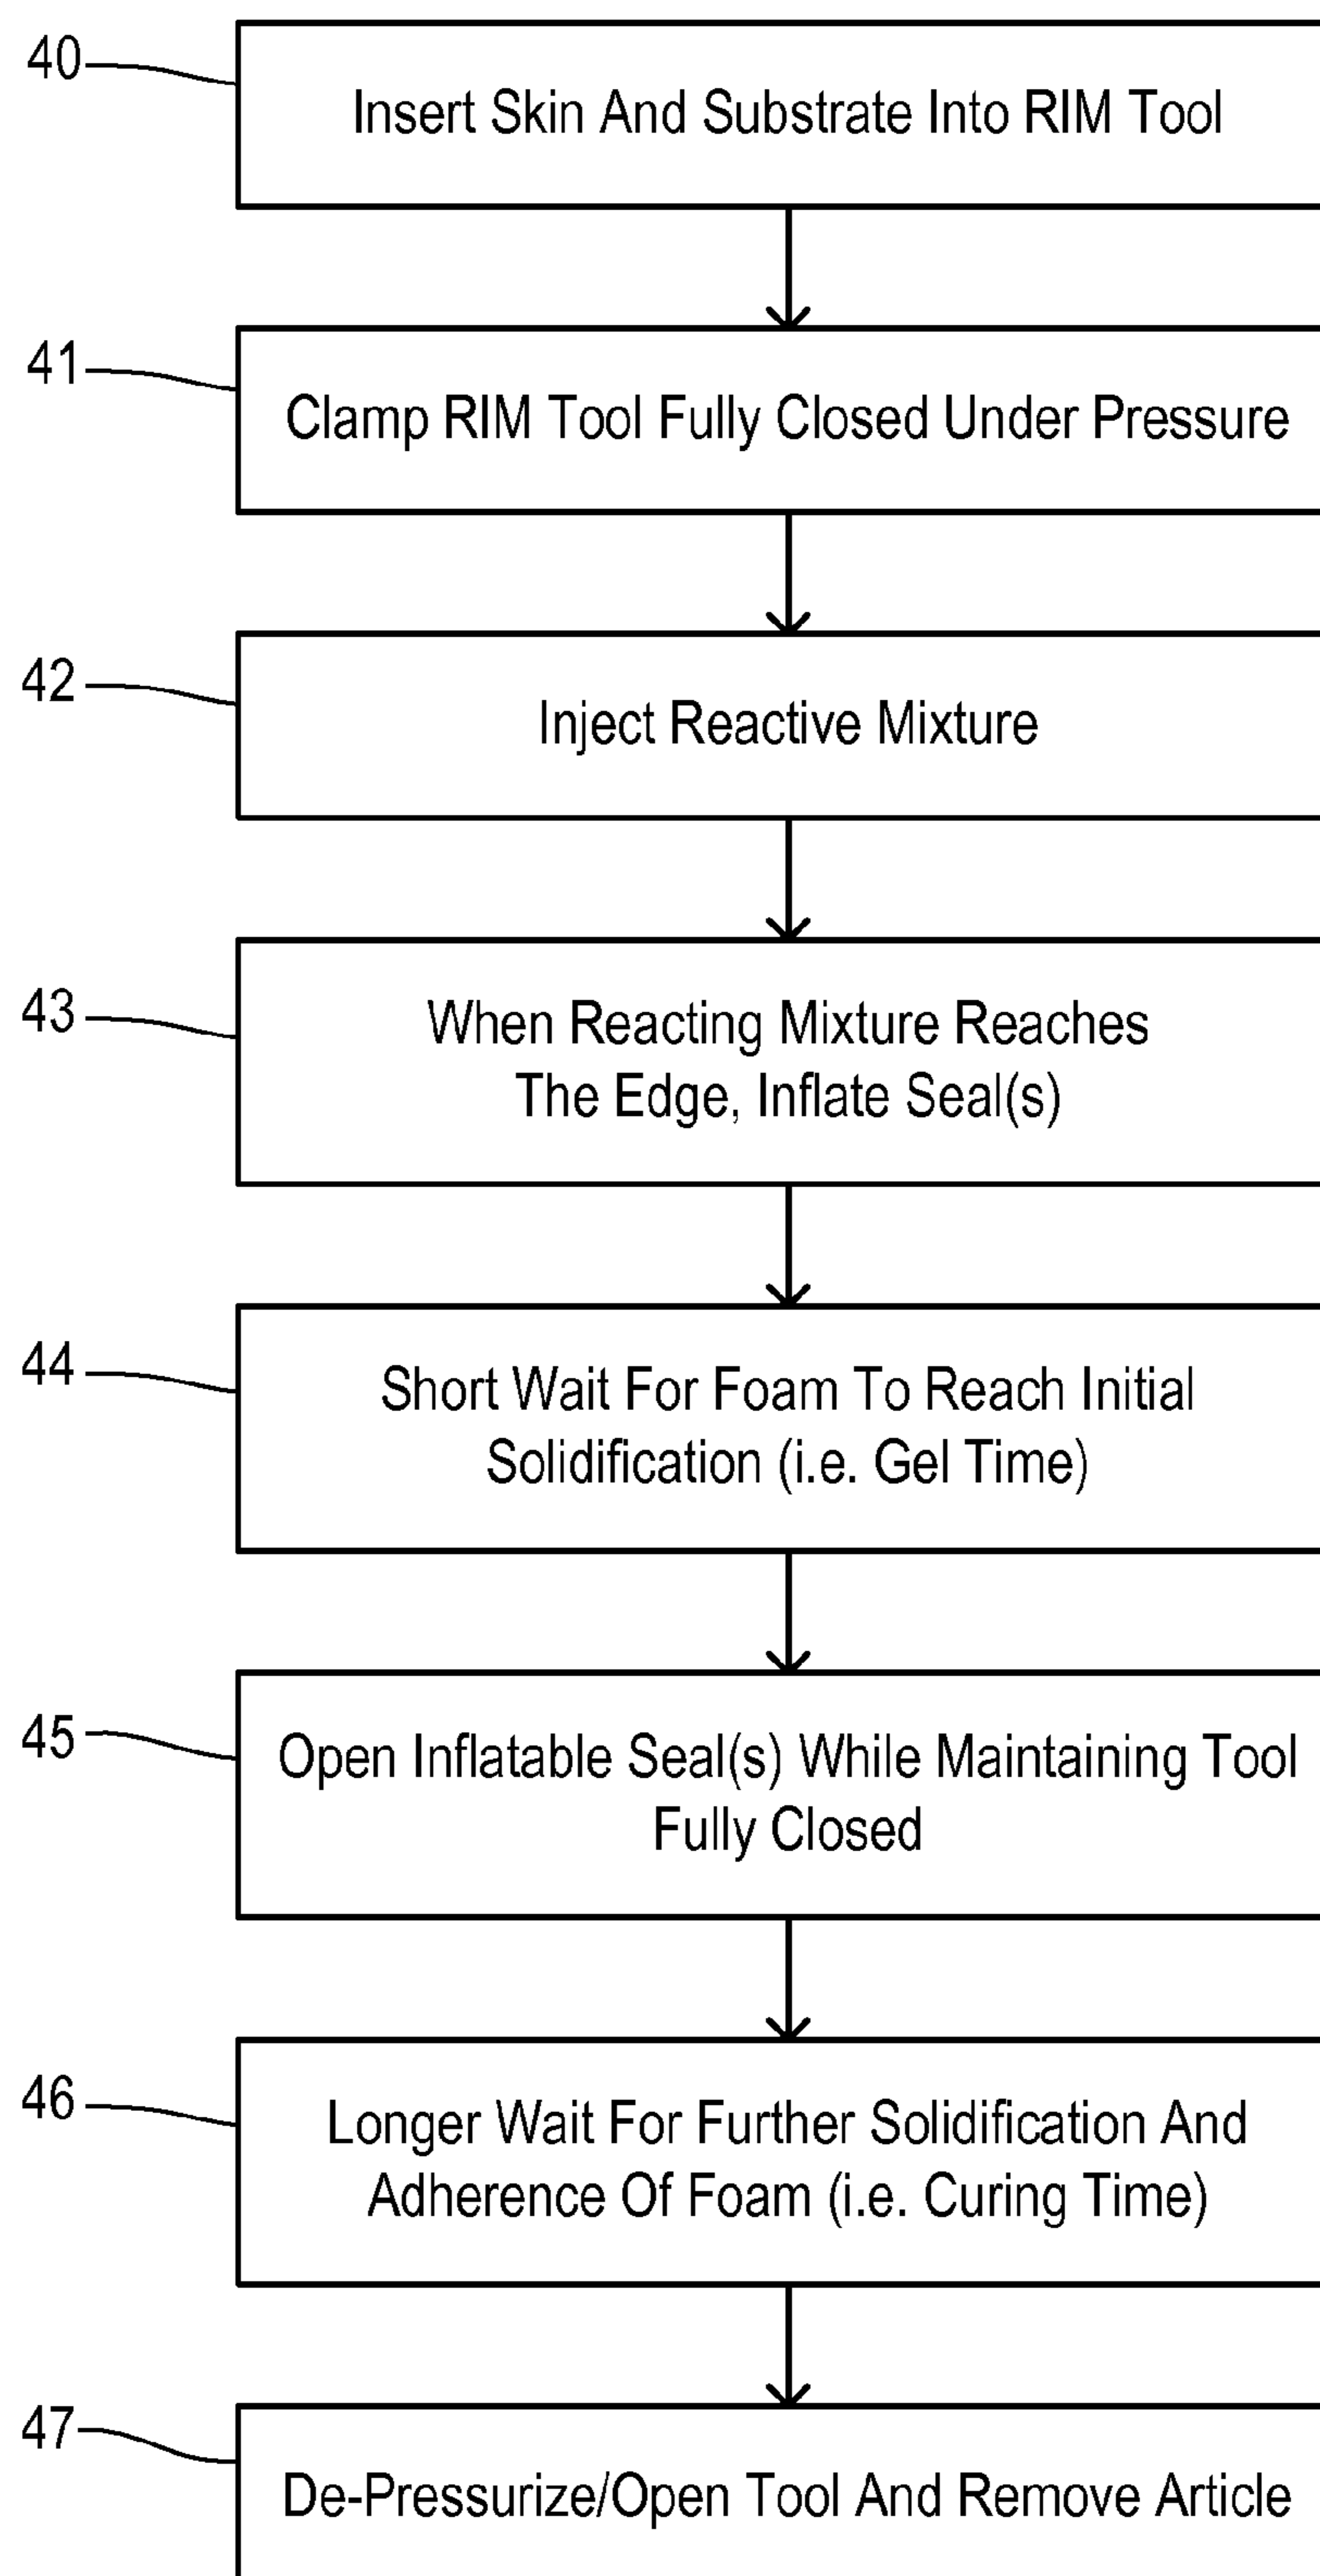 40
Insert Skin And Substrate Into RIM Tool
41
Clamp RIM Tool Fully Closed Under Pressure
42
Inject Reactive Mixture
43
When Reacting Mixture Reaches
The Edge, Inflate Seal(s)
44
Short Wait For Foam To Reach Initial
Solidification (i.e. Gel Time)
45
Open Inflatable Seal(s) While Maintaining Tool
Fully Closed
46
Longer Wait For Further Solidification And
Adherence Of Foam (i.e. Curing Time)
47
De-Pressurize/Open Tool And Remove Article